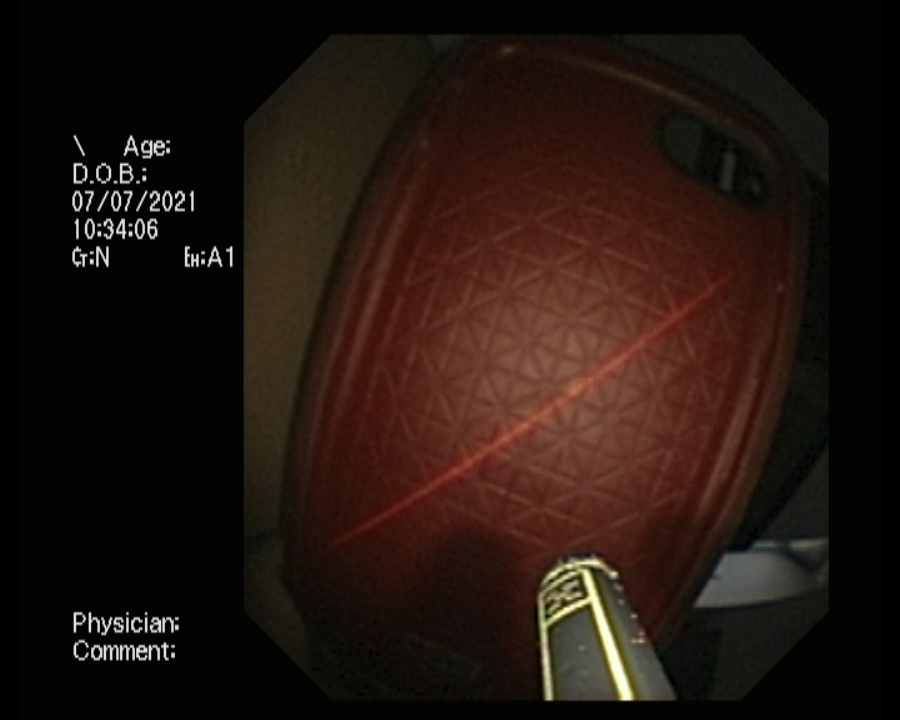 \ Age:
D.O.B.:
07/07/2021
10:34:06
Cr:N EH:A1
Physician:
Comment: